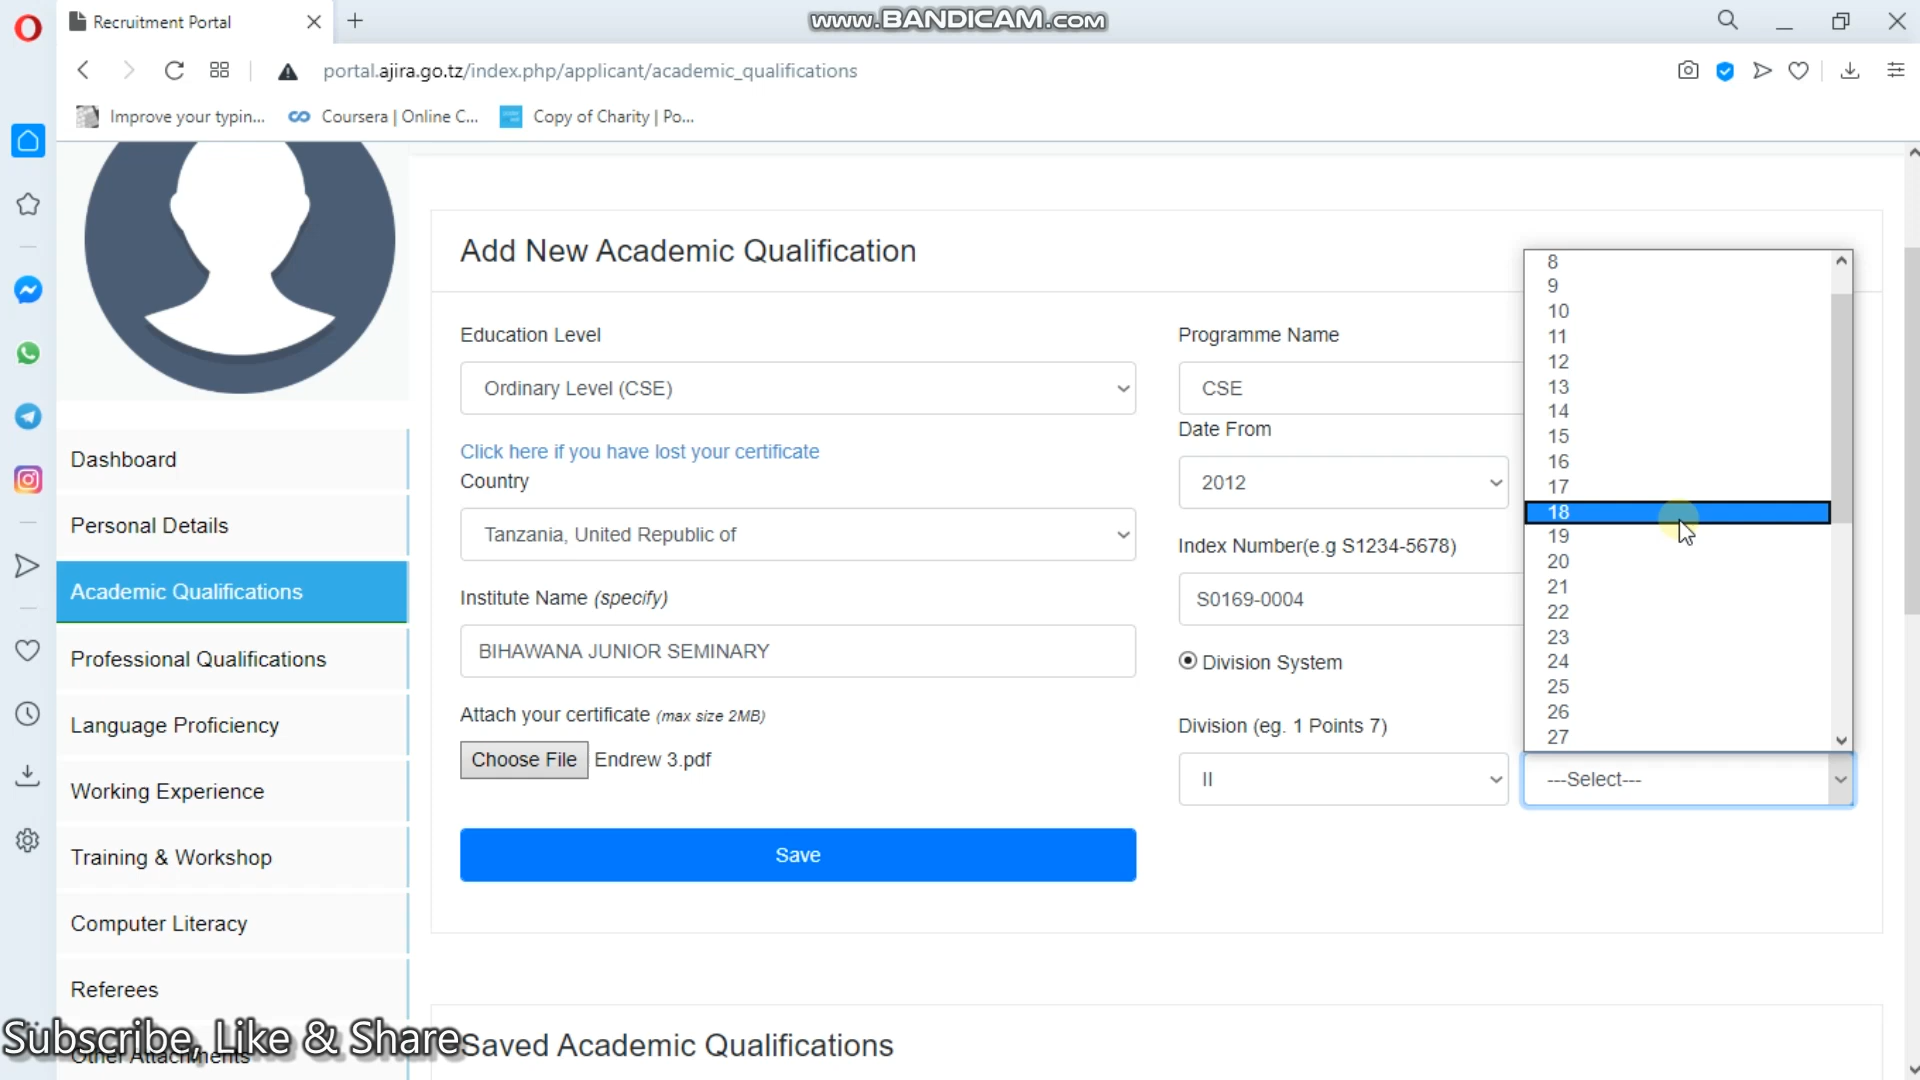 Recruitment Portal
www.BANDICAM.com
portal.ajira.go.tz/index.php/applicant/academic_qualifications
Improve your typin...
Coursera | Online C...
Copy of Charity | Po...
Add New Academic Qualification
Education Level
Ordinary Level (CSE)
Click here if you have lost your certificate
Country
Tanzania, United Republic of
Institute Name (specify)
BIHAWANA JUNIOR SEMINARY
Attach your certificate (max size 2MB)
Choose File Endrew 3.pdf
Save
Programme Name
CSE
Date From
2012
Index Number(e.g S1234-5678)
S0169-0004
Division System
Division (eg. 1 Points 7)
II
---Select---
8
9
10
11
12
13
14
15
16
17
18
19
20
21
22
23
24
25
26
27
Dashboard
Personal Details
Academic Qualifications
Professional Qualifications
Language Proficiency
Working Experience
Training & Workshop
Computer Literacy
Referees
Other Attachments
Subscribe, Like & Share
Saved Academic Qualifications